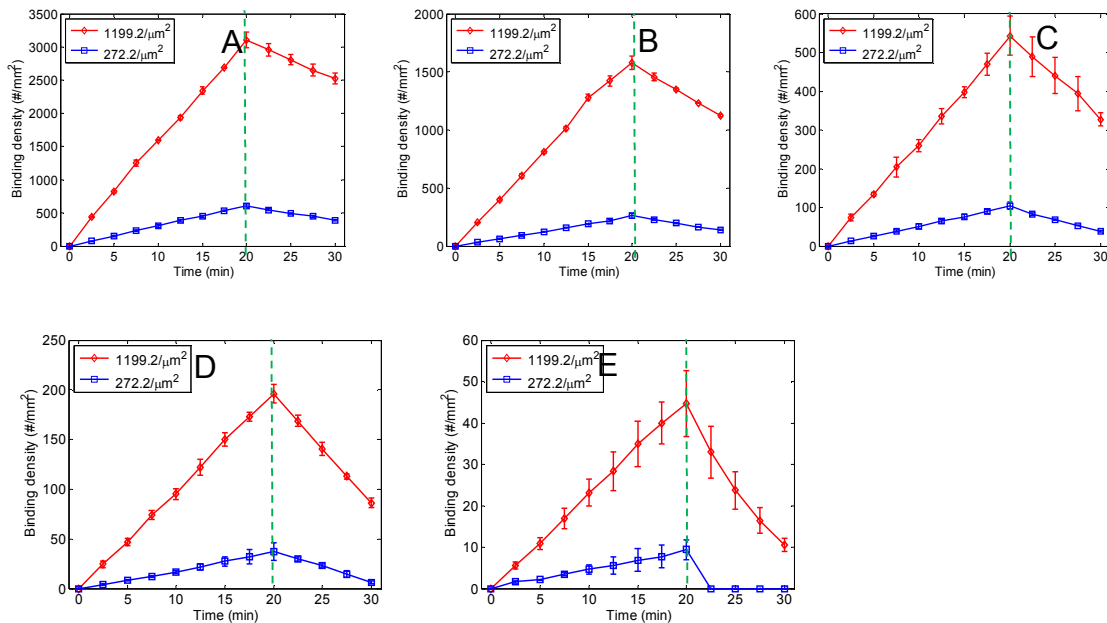 A
1199.2/μm²
272.2/μm²
Binding density (#/mm²)
3500
3000
2500
2000
1500
1000
500
0
0 5 10 15 20 25 30
Time (min)
B
1199.2/μm²
272.2/μm²
Binding density (#/mm²)
2000
1500
1000
500
0
0 5 10 15 20 25 30
Time (min)
C
1199.2/μm²
272.2/μm²
Binding density (#/mm²)
600
500
400
300
200
100
0
0 5 10 15 20 25 30
Time (min)
D
1199.2/μm²
272.2/μm²
Binding density (#/mm²)
250
200
150
100
50
0
0 5 10 15 20 25 30
Time (min)
E
1199.2/μm²
272.2/μm²
Binding density (#/mm²)
60
50
40
30
20
10
0
0 5 10 15 20 25 30
Time (min)